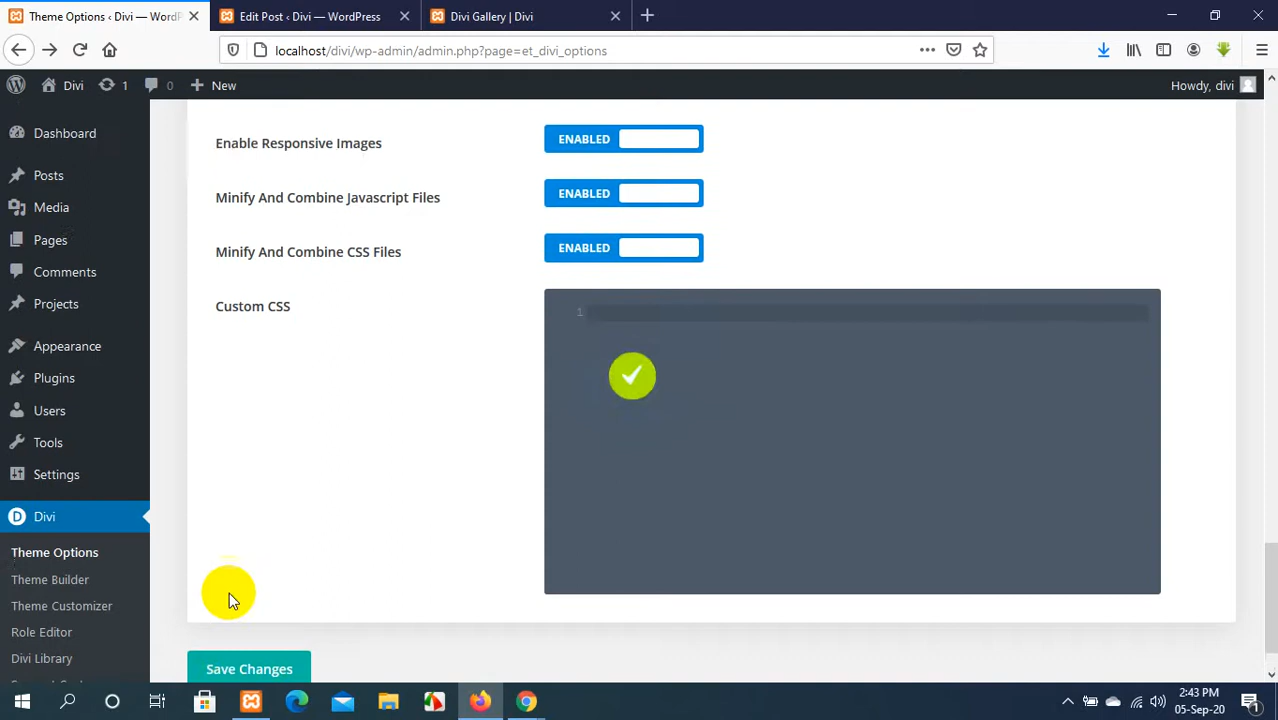 Theme Options ‹ Divi — WordPress
Edit Post ‹ Divi — WordPress
Divi Gallery | Divi
localhost/divi/wp-admin/admin.php?page=et_divi_options
Divi
1
0
New
Howdy, divi
Dashboard
Posts
Media
Pages
Comments
Projects
Appearance
Plugins
Users
Tools
Settings
Divi
Theme Options
Theme Builder
Theme Customizer
Role Editor
Divi Library
Enable Responsive Images
ENABLED
Minify And Combine Javascript Files
ENABLED
Minify And Combine CSS Files
ENABLED
Custom CSS
1
Save Changes
2:43 PM
05-Sep-20
1